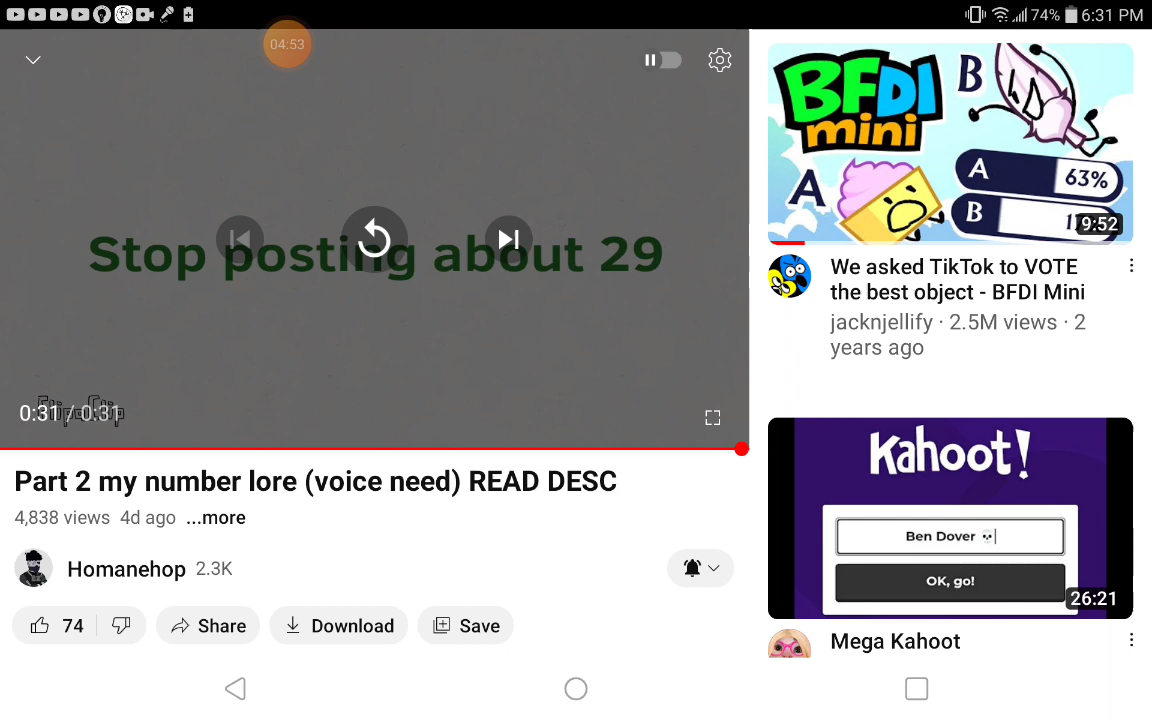 74% 6:31 PM
04:53
Stop posting about 29
0:31 / 0:31
FlipaClip
Part 2 my number lore (voice need) READ DESC
4,838 views 4d ago ...more
Homanehop 2.3K
74
Share
Download
Save
BFDI
mini
B
A
A 63%
B
9:52
We asked TikTok to VOTE
the best object - BFDI Mini
jacknjellify · 2.5M views · 2
years ago
Kahoot!
Ben Dover 💀
OK, go!
26:21
Mega Kahoot